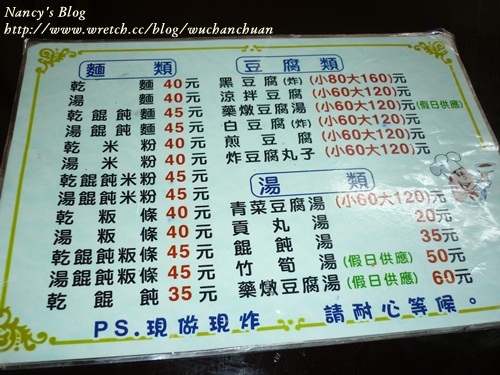 Nancy's Blog
http://www.wretch.cc/blog/wuchanchuan
麵 類
乾 麵 40元
湯 麵 40元
乾餛飩麵 45元
湯餛飩麵 45元
乾 米 粉 40元
湯 米 粉 40元
乾餛飩米粉 45元
湯餛飩米粉 45元
乾 粄 條 40元
湯 粄 條 40元
乾餛飩粄條 45元
湯餛飩粄條 45元
乾 餛 飩 35元
豆腐類
黑豆腐(炸) (小80大160)元
涼拌豆腐 (小60大120)元
藥燉豆腐湯 (小60大120)元(假日供應)
白豆腐(炸) (小60大120)元
煎 豆 腐 (小60大120)元
炸豆腐丸子 (小60大120)元
湯 類
青菜豆腐湯 (小60大120)元
貢 丸 湯 20元
餛 飩 湯 35元
竹 筍 湯 (假日供應) 50元
藥燉豆腐湯 (假日供應) 60元
PS.現做現炸 請耐心等候。